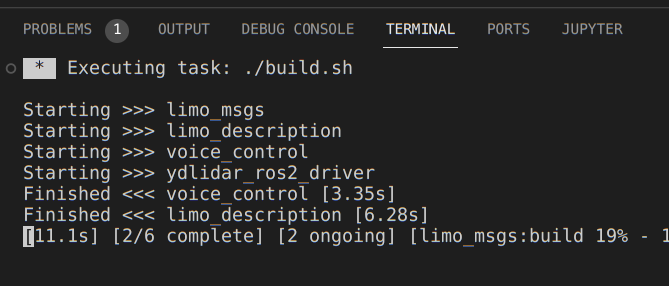 PROBLEMS 1 OUTPUT DEBUG CONSOLE TERMINAL PORTS JUPYTER
* Executing task: ./build.sh
Starting >>> limo_msgs
Starting >>> limo_description
Starting >>> voice_control
Starting >>> ydlidar_ros2_driver
Finished <<< voice_control [3.35s]
Finished <<< limo_description [6.28s]
[11.1s] [2/6 complete] [2 ongoing] [limo_msgs:build 19% - 1